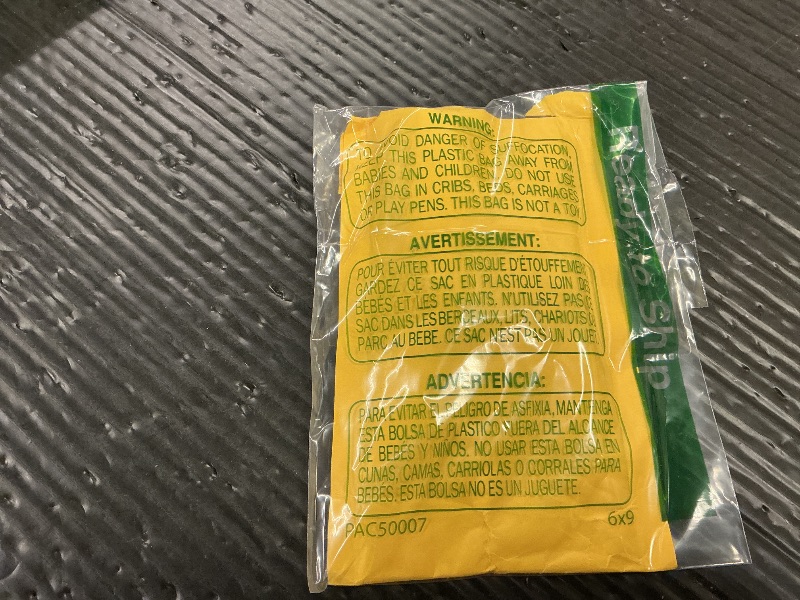 WARNING:
TO AVOID DANGER OF SUFFOCATION,
KEEP THIS PLASTIC BAG AWAY FROM
BABIES AND CHILDREN. DO NOT USE
THIS BAG IN CRIBS, BEDS, CARRIAGES
OR PLAY PENS. THIS BAG IS NOT A TOY.
AVERTISSEMENT:
POUR ÉVITER TOUT RISQUE D'ÉTOUFFEMENT
GARDEZ CE SAC EN PLASTIQUE LOIN DES
BÉBÉS ET LES ENFANTS. N'UTILISEZ PAS CE
SAC DANS LES BERCEAUX, LITS, CHARIOTS OU
PARC AU BEBE. CE SAC N'EST PAS UN JOUET
ADVERTENCIA:
PARA EVITAR EL PELIGRO DE ASFIXIA, MANTENGA
ESTA BOLSA DE PLASTICO FUERA DEL ALCANCE
DE BEBÉS Y NIÑOS. NO USAR ESTA BOLSA EN
CUNAS, CAMAS, CARRIOLAS O CORRALES PARA
BEBÉS. ESTA BOLSA NO ES UN JUGUETE.
PAC50007
6x9
Ready to Ship